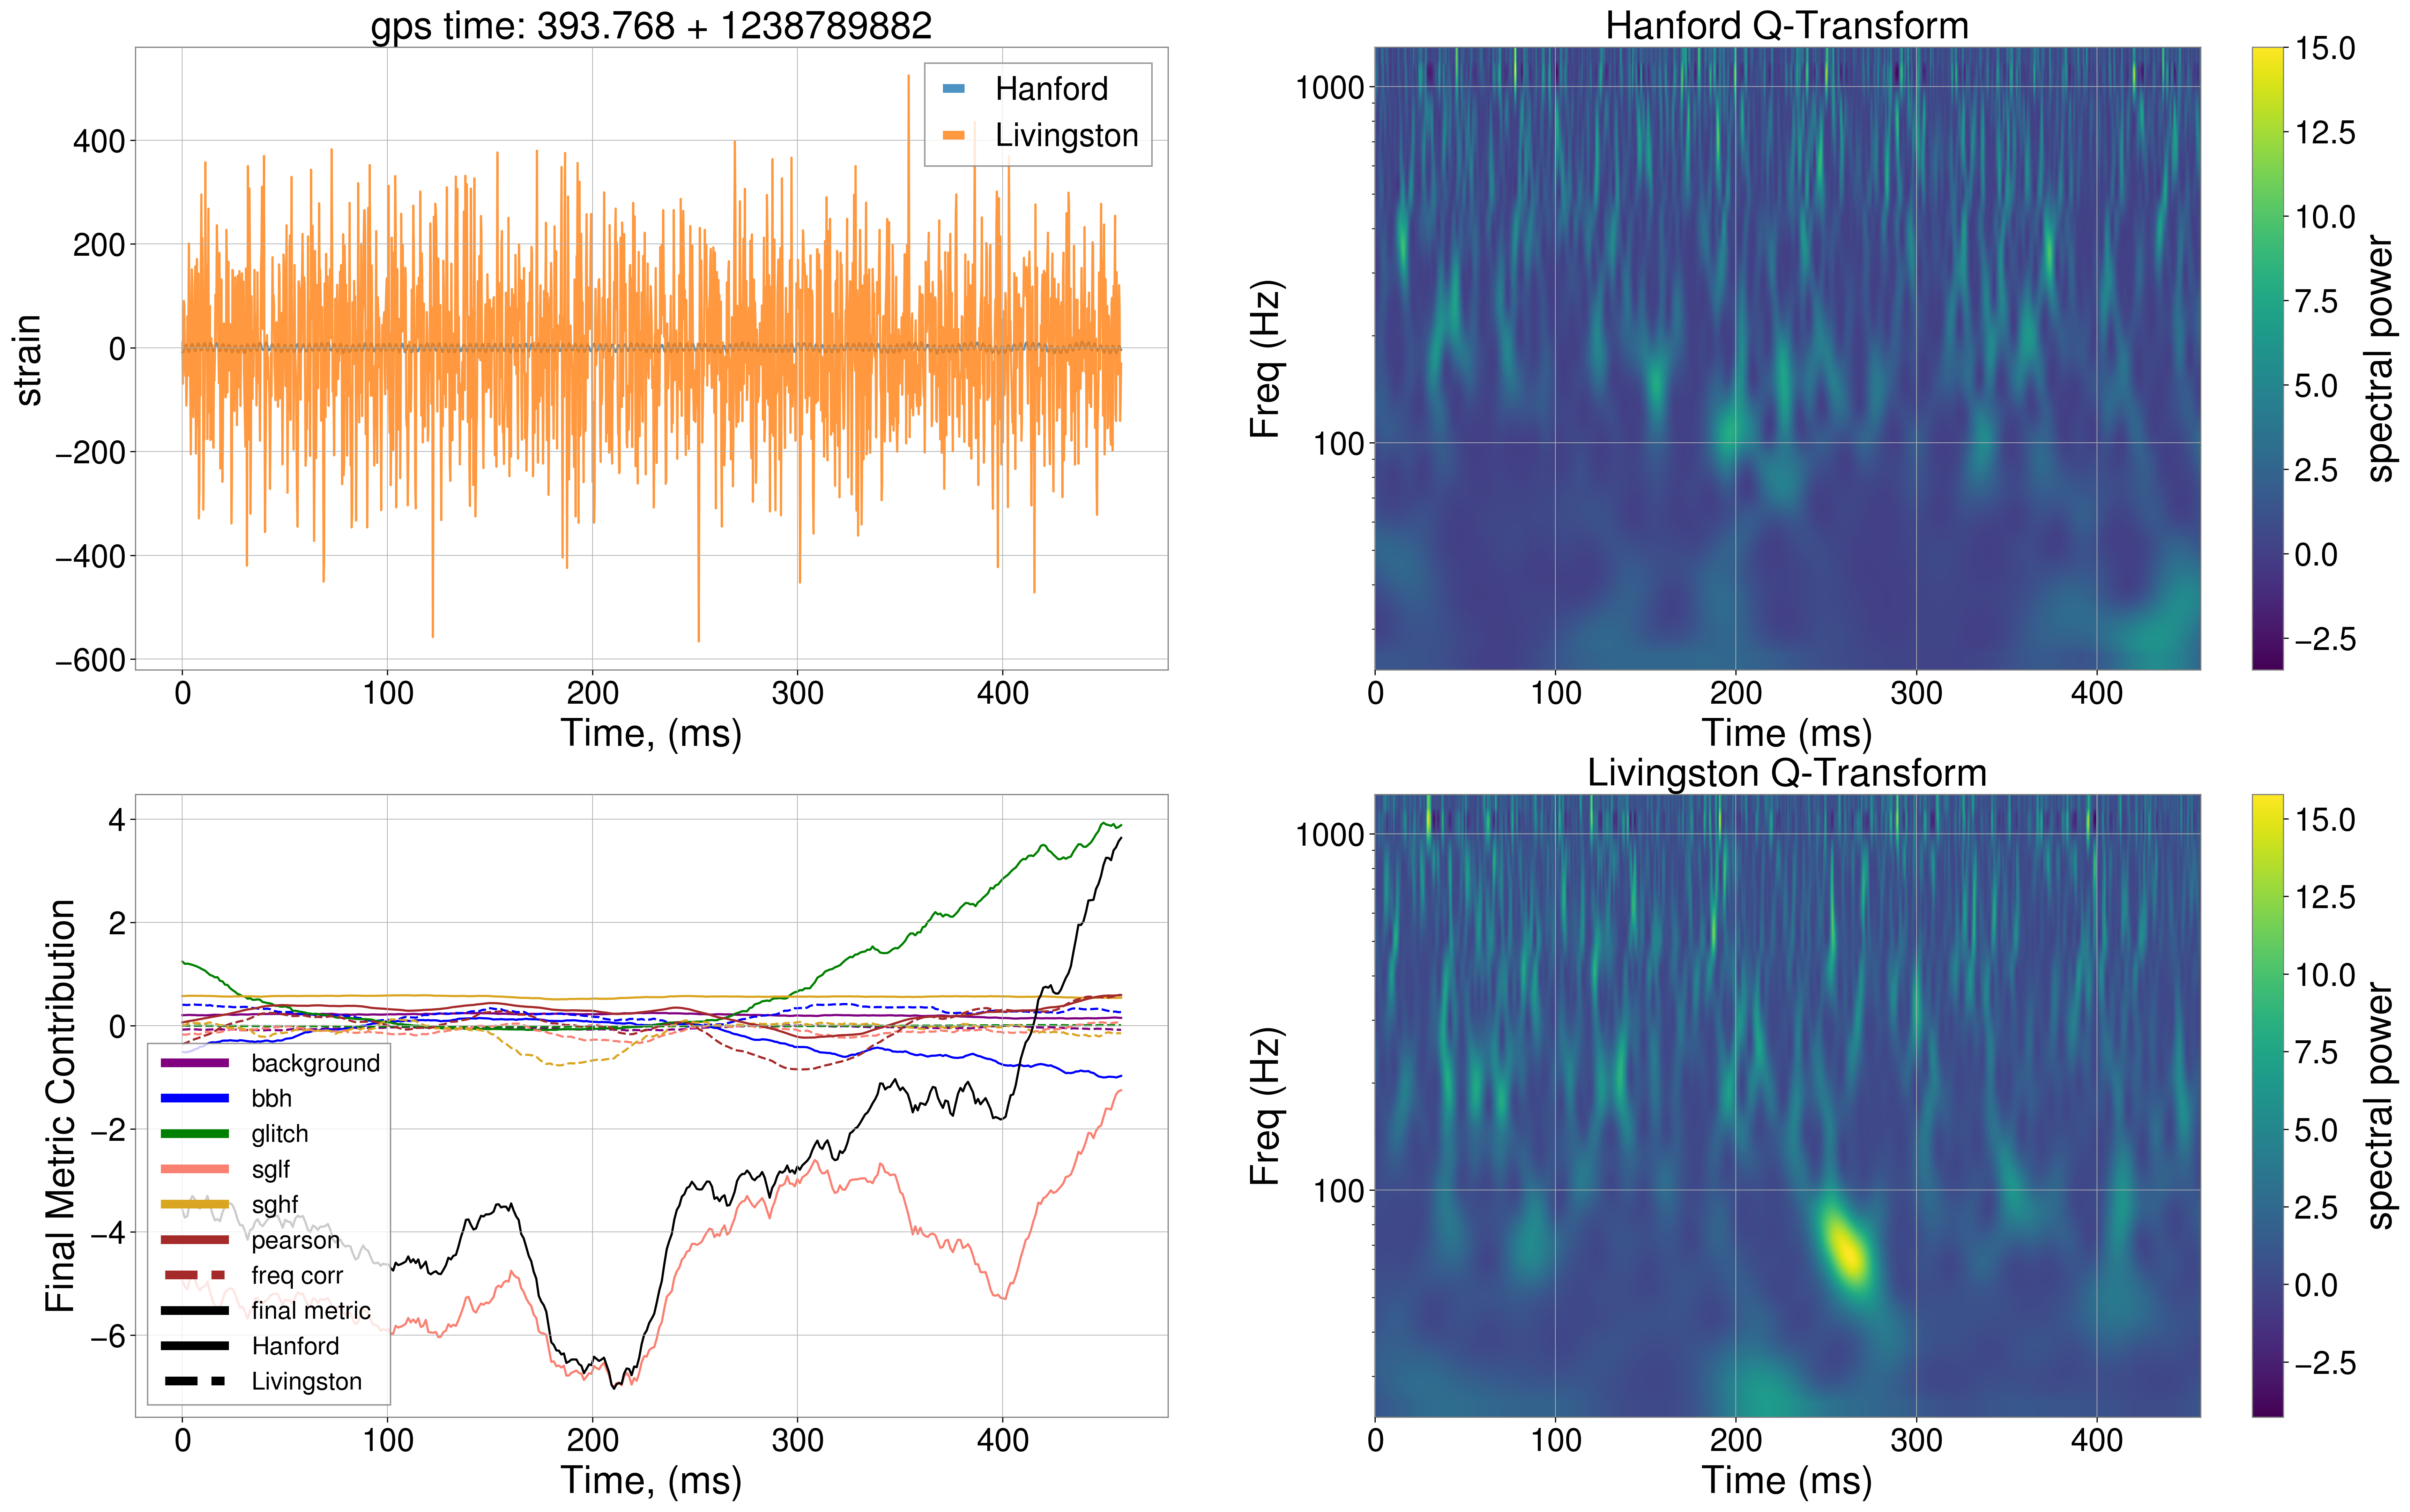 gps time: 393.768 + 1238789882
strain
400
200
0
−200
−400
−600
0 100 200 300 400
Time, (ms)
Hanford
Livingston
Hanford Q-Transform
Freq (Hz)
1000
100
0 100 200 300 400
Time (ms)
15.0
12.5
10.0
7.5
5.0
2.5
0.0
−2.5
spectral power
Final Metric Contribution
4
2
0
−2
−4
−6
0 100 200 300 400
Time, (ms)
background
bbh
glitch
sglf
sghf
pearson
freq corr
final metric
Hanford
Livingston
Livingston Q-Transform
Freq (Hz)
1000
100
0 100 200 300 400
Time (ms)
15.0
12.5
10.0
7.5
5.0
2.5
0.0
−2.5
spectral power